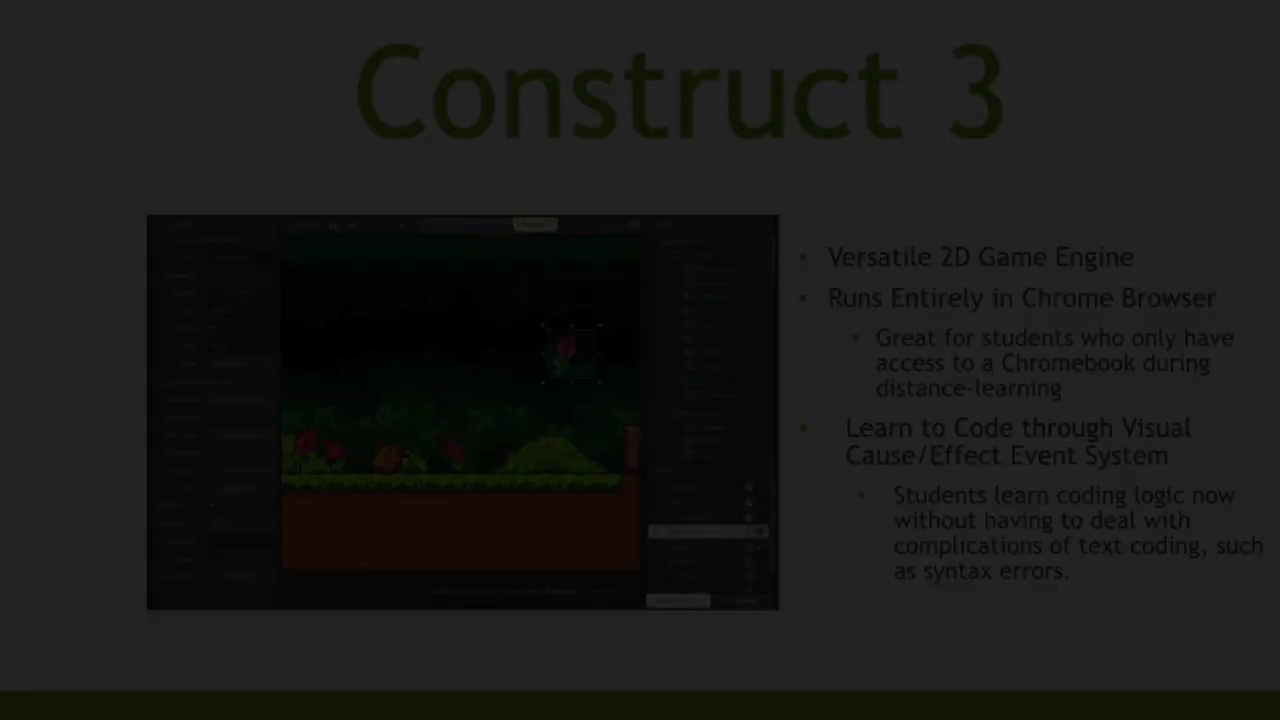 Construct 3
Versatile 2D Game Engine
Runs Entirely in Chrome Browser
Great for students who only have
access to a Chromebook during
distance-learning
Learn to Code through Visual
Cause/Effect Event System
Students learn coding logic now
without having to deal with
complications of text coding, such
as syntax errors.